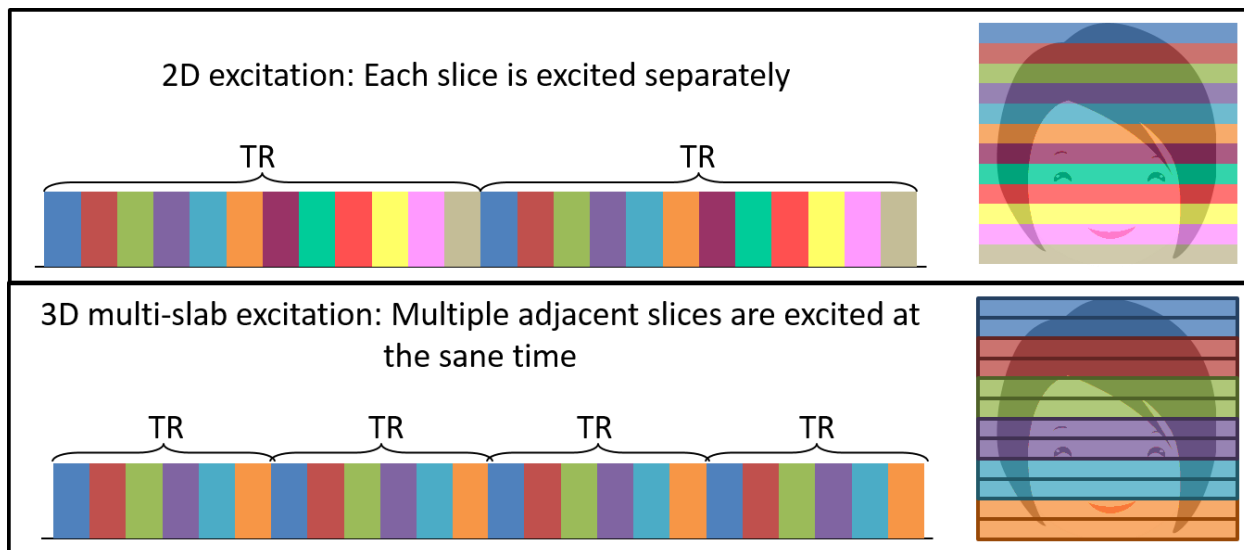 2D excitation: Each slice is excited separately
TR
TR
3D multi-slab excitation: Multiple adjacent slices are excited at
the sane time
TR
TR
TR
TR